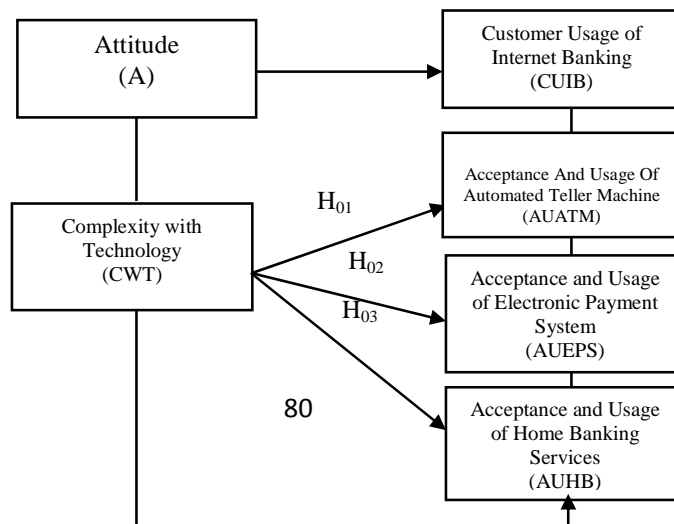 Attitude
(A)
Customer Usage of
Internet Banking
(CUIB)
Complexity with
Technology
(CWT)
H01
H02
H03
Acceptance And Usage Of
Automated Teller Machine
(AUATM)
Acceptance and Usage
of Electronic Payment
System
(AUEPS)
80
Acceptance and Usage
of Home Banking
Services
(AUHB)